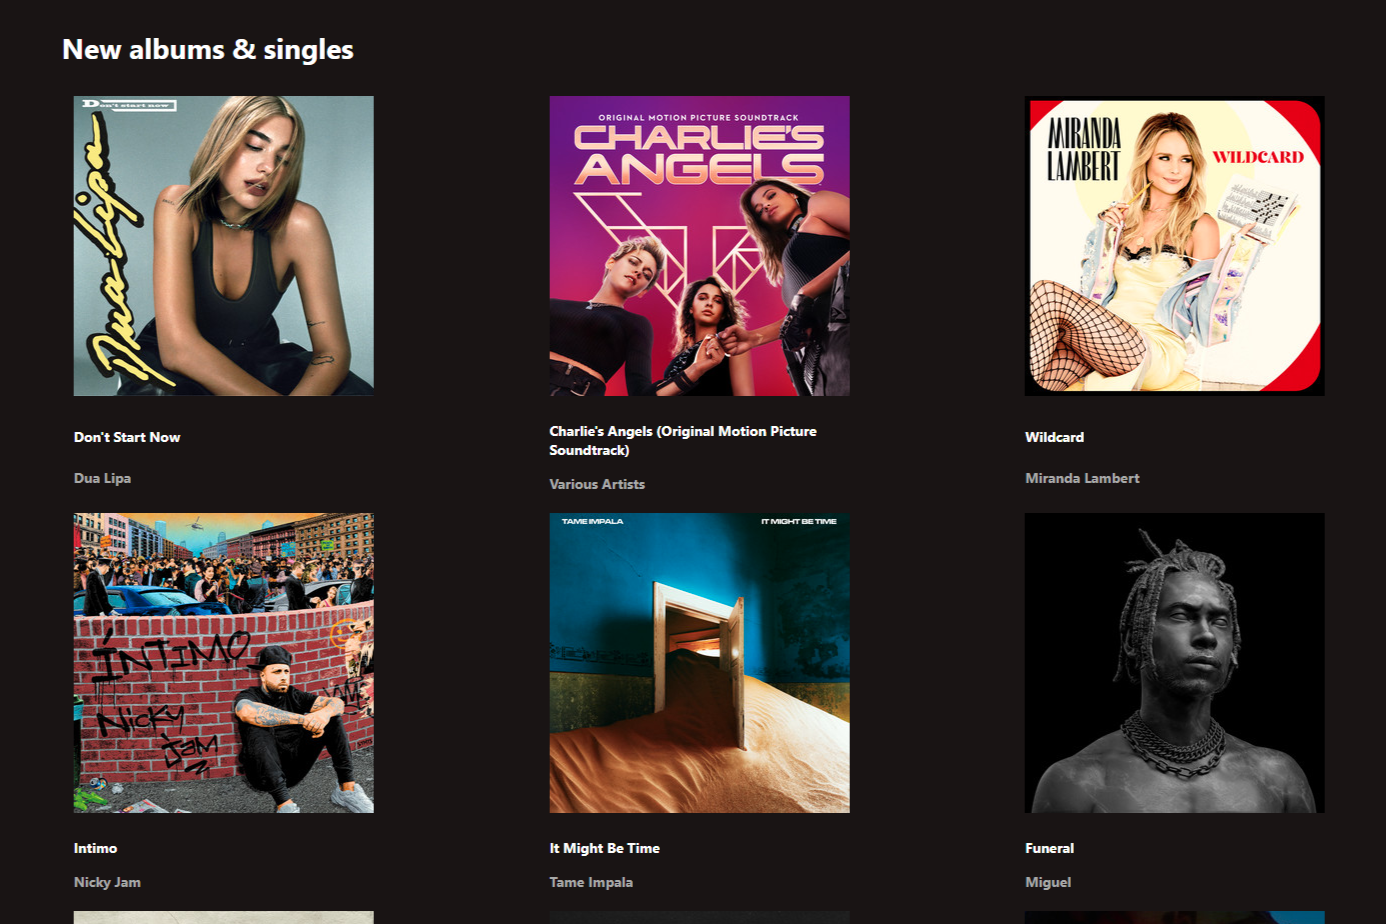 New albums & singles
Don't start now
Dua Lipa
ORIGINAL MOTION PICTURE SOUNDTRACK
CHARLIE'S
ANGELS
MIRANDA
LAMBERT
WILDCARD
Don't Start Now
Dua Lipa
Charlie's Angels (Original Motion Picture
Soundtrack)
Various Artists
Wildcard
Miranda Lambert
ÍNTIMO
Nicky
Jam
TAME IMPALA
IT MIGHT BE TIME
Intimo
Nicky Jam
It Might Be Time
Tame Impala
Funeral
Miguel